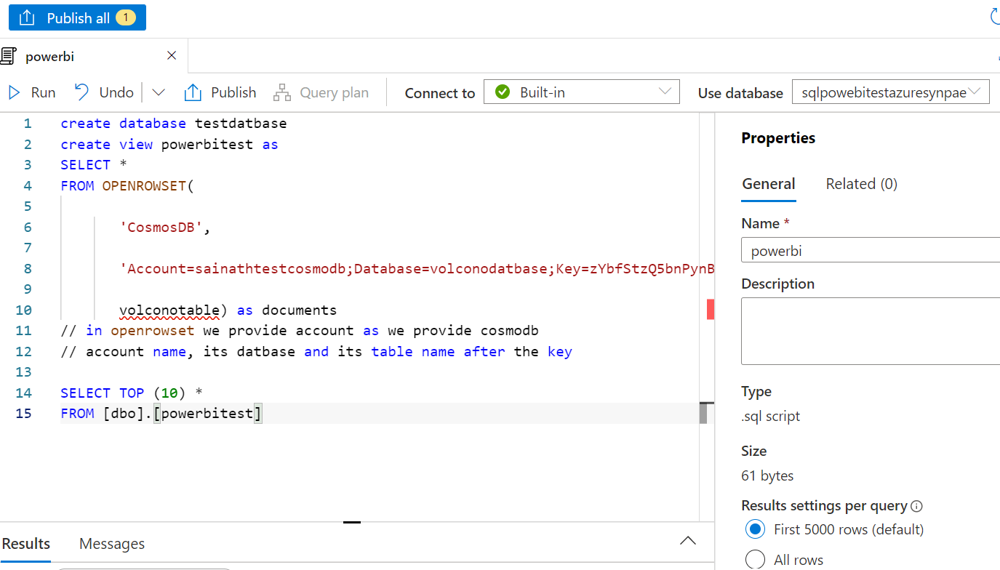 Publish all 1
powerbi
Run Undo Publish Query plan Connect to Built-in Use database sqlpowebitestazuresynpae
1 create database testdatbase
2 create view powerbitest as
3 SELECT *
4 FROM OPENROWSET(
5
6 'CosmosDB',
7
8 'Account=sainathtestcosmodb;Database=volconodatbase;Key=zYbfStzQ5bnPynB
9
10 volconotable) as documents
11 // in openrowset we provide account as we provide cosmodb
12 // account name, its datbase and its table name after the key
13
14 SELECT TOP (10) *
15 FROM [dbo].[powerbitest]
Results Messages
Properties
General Related (0)
Name *
powerbi
Description
Type
.sql script
Size
61 bytes
Results settings per query
First 5000 rows (default)
All rows